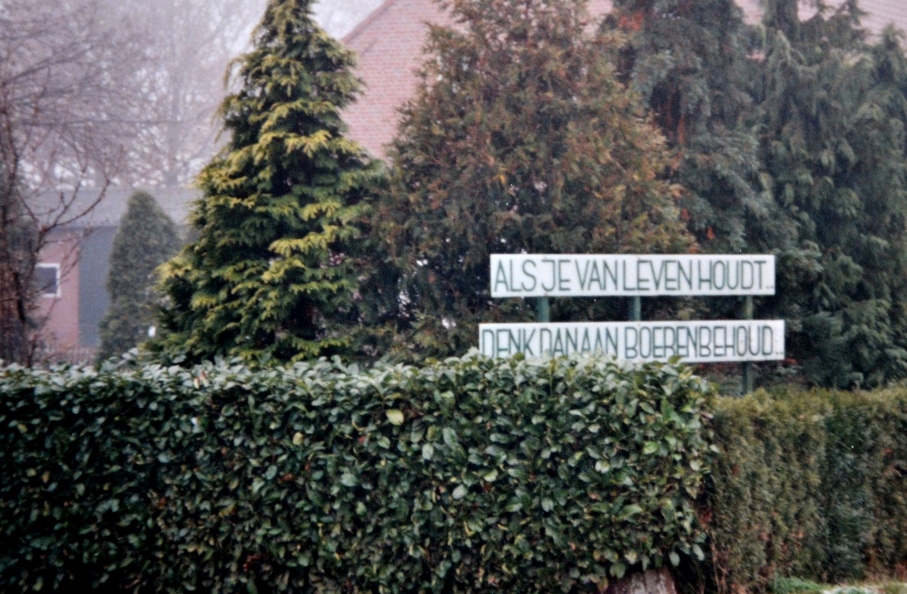 ALS JE VAN LEVEN HOUDT..
DENK DAN AAN BOERENBEHOUD.